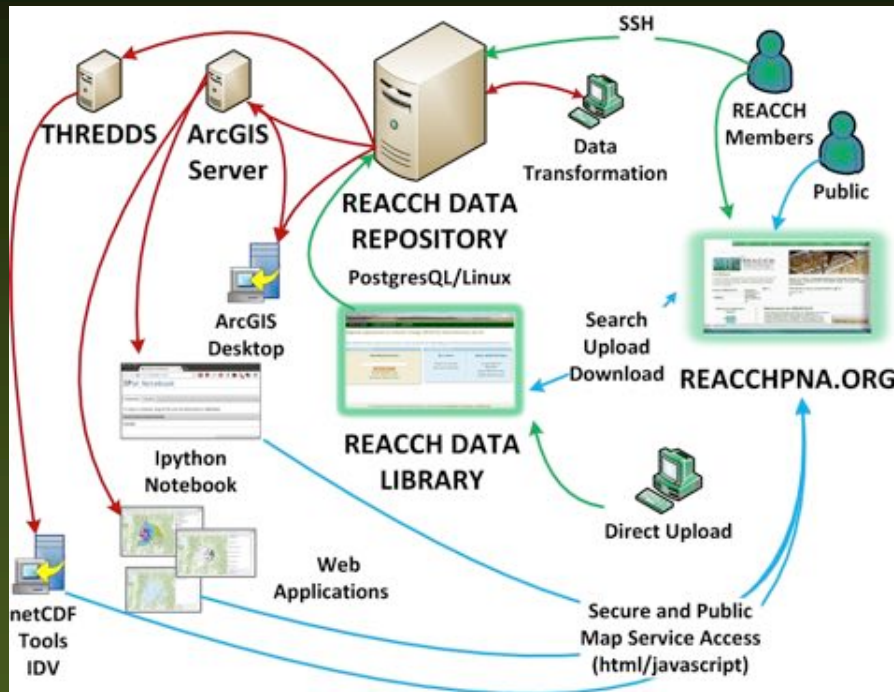 SSH
THREDDS
ArcGIS
Server
Data
Transformation
REACCH
Members
Public
REACCH DATA
REPOSITORY
PostgresQL/Linux
ArcGIS
Desktop
Search
Upload
Download
REACCHPNA.ORG
Ipython
Notebook
REACCH DATA
LIBRARY
Direct Upload
Web
Applications
netCDF
Tools
IDV
Secure and Public
Map Service Access
(html/javascript)